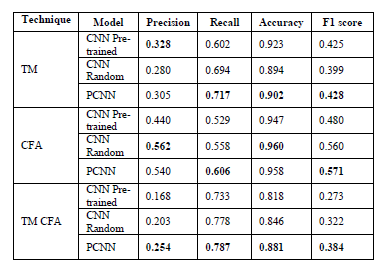 Technique Model Precision Recall Accuracy F1 score
TM
CNN Pre-
trained 0.328 0.602 0.923 0.425
CNN
Random 0.280 0.694 0.894 0.399
PCNN 0.305 0.717 0.902 0.428
CFA
CNN Pre-
trained 0.440 0.529 0.947 0.480
CNN
Random 0.562 0.558 0.960 0.560
PCNN 0.540 0.606 0.958 0.571
TM CFA
CNN Pre-
trained 0.168 0.733 0.818 0.273
CNN
Random 0.203 0.778 0.846 0.322
PCNN 0.254 0.787 0.881 0.384